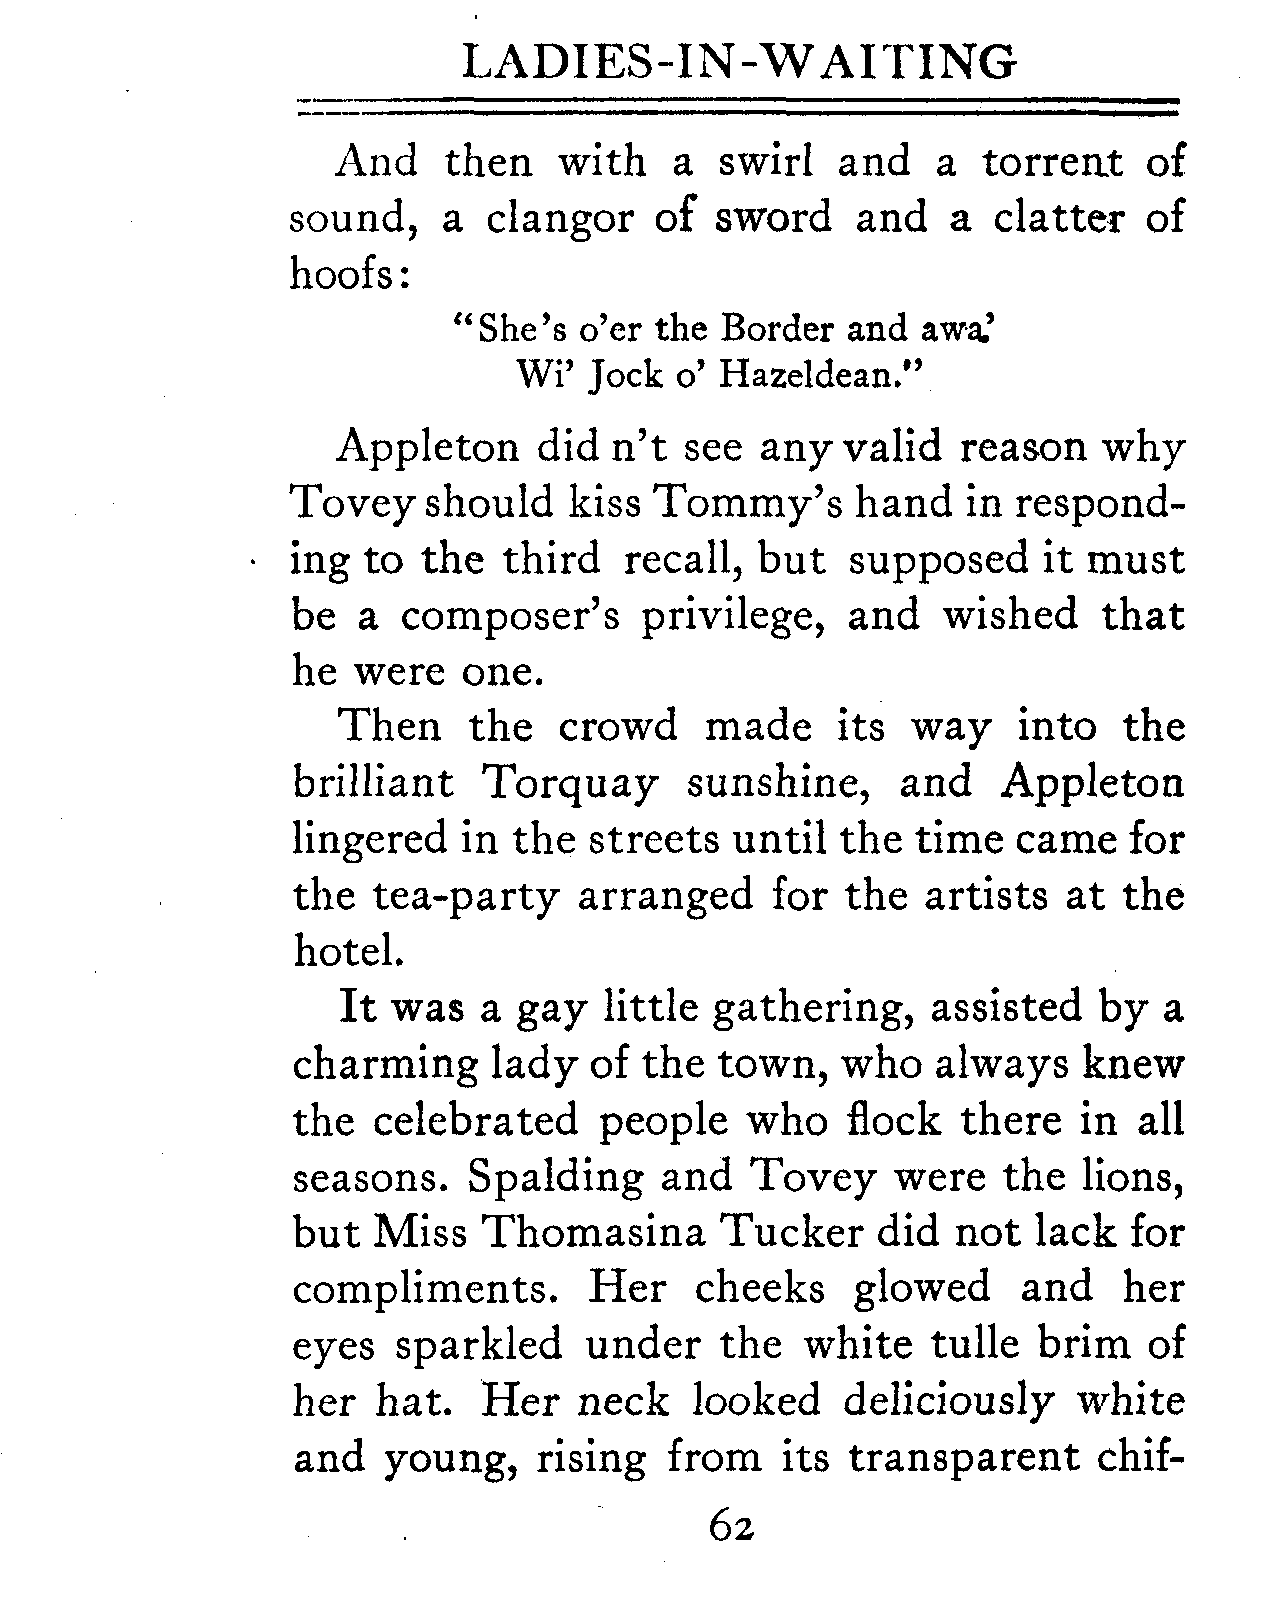 LADIES-IN-WAITING
And then with a swirl and a torrent of
sound, a clangor of sword and a clatter of
hoofs:
“She’s o’er the Border and awa’
Wi’ Jock o’ Hazeldean.”
Appleton did n’t see any valid reason why
Tovey should kiss Tommy’s hand in respond-
ing to the third recall, but supposed it must
be a composer’s privilege, and wished that
he were one.
Then the crowd made its way into the
brilliant Torquay sunshine, and Appleton
lingered in the streets until the time came for
the tea-party arranged for the artists at the
hotel.
It was a gay little gathering, assisted by a
charming lady of the town, who always knew
the celebrated people who flock there in all
seasons. Spalding and Tovey were the lions,
but Miss Thomasina Tucker did not lack for
compliments. Her cheeks glowed and her
eyes sparkled under the white tulle brim of
her hat. Her neck looked deliciously white
and young, rising from its transparent chif-
62